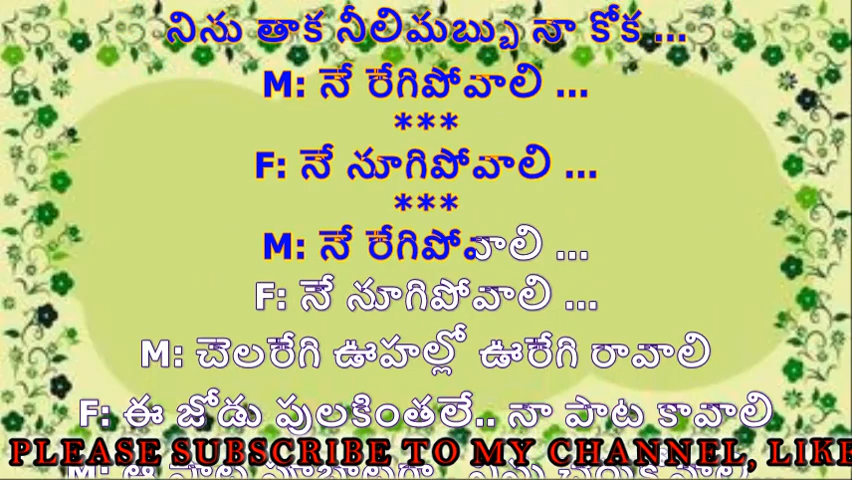 నిను తాక నీలిమబ్బు నా కోక ...
M: నే రేగిపోవాలి ...
***
F: నే నూగిపోవాలి ...
***
M: నే రేగిపోవాలి ...
F: నే నూగిపోవాలి ...
M: చెలరేగి ఊహల్లో ఊరేగి రావాలి
F: ఈ జోడు పులకింతలే.. నా పాట కావాలి
PLEASE SUBSCRIBE TO MY CHANNEL, LIKE
M: ఆ పాట